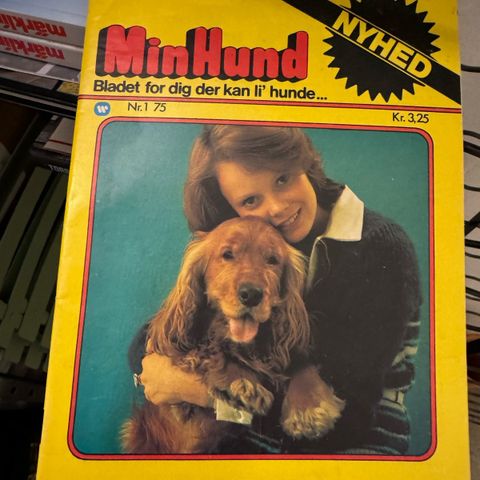 märklin
märklin
NYHED
MinHund
Bladet for dig der kan li' hunde...
Nr.1 75
Kr. 3,25